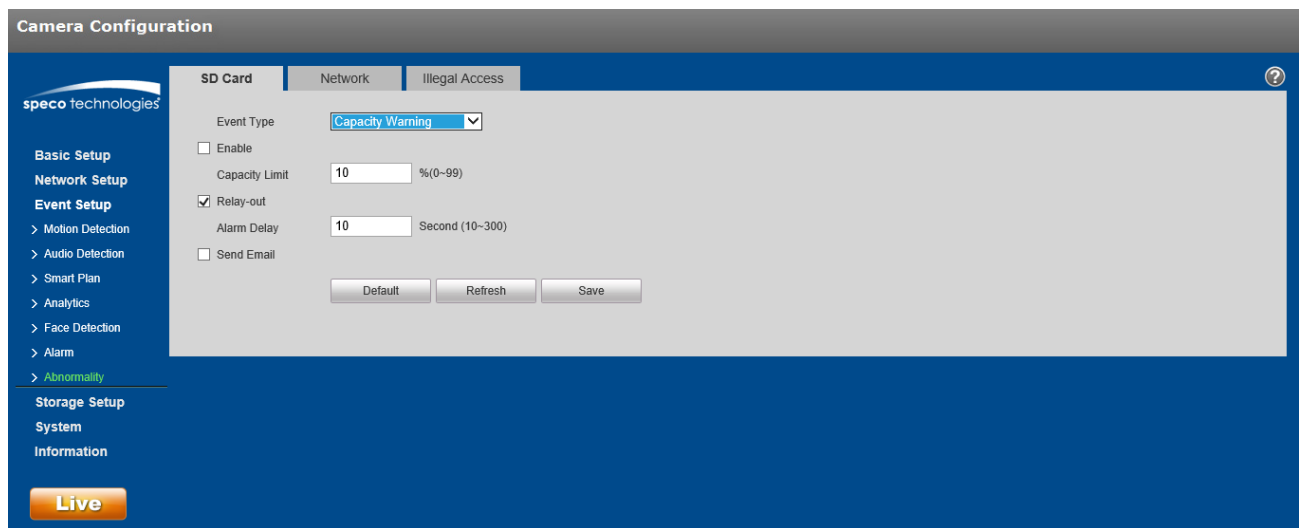 Camera Configuration
speco technologies
SD Card Network Illegal Access ?
Event Type Capacity Warning
Enable
Capacity Limit 10 %(0~99)
Relay-out
Alarm Delay 10 Second (10~300)
Send Email
Default Refresh Save
Basic Setup
Network Setup
Event Setup
> Motion Detection
> Audio Detection
> Smart Plan
> Analytics
> Face Detection
> Alarm
> Abnormality
Storage Setup
System
Information
Live